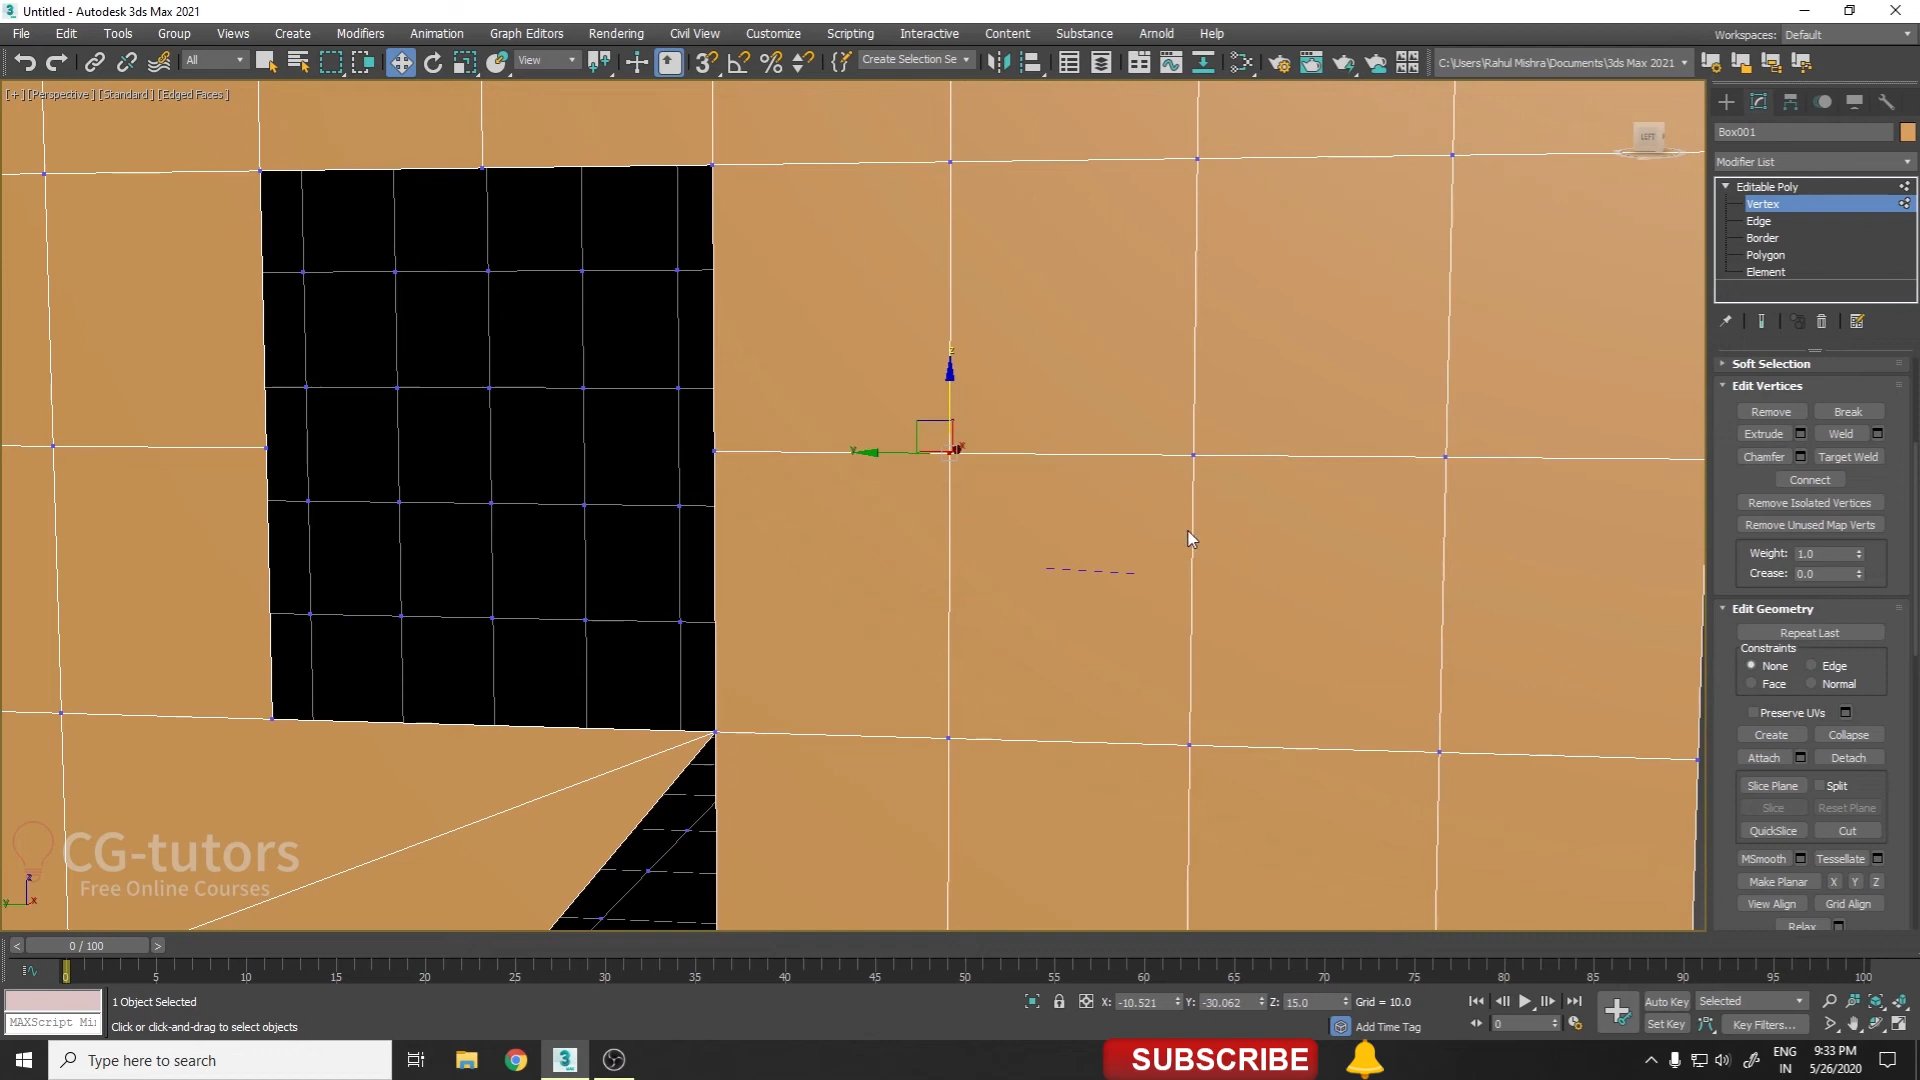 Untitled - Autodesk 3ds Max 2021
File Edit Tools Group Views Create Modifiers Animation Graph Editors Rendering Civil View Customize Scripting Interactive Content Substance Arnold Help
Workspaces: Default
All
View
Create Selection Se
C:\Users\Rahul Mishra\Documents\3ds Max 2021
[+] [Perspective] [Standard] [Edged Faces]
LEFT
Box001
Modifier List
Editable Poly
Vertex
Edge
Border
Polygon
Element
Soft Selection
Edit Vertices
Remove Break
Extrude Weld
Chamfer Target Weld
Connect
Remove Isolated Vertices
Remove Unused Map Verts
Weight: 1.0
Crease: 0.0
Edit Geometry
Repeat Last
Constraints
None Edge
Face Normal
Preserve UVs
Create Collapse
Attach Detach
Slice Plane Split
Slice Reset Plane
QuickSlice Cut
MSmooth Tessellate
Make Planar X Y Z
View Align Grid Align
Relax
z
y x
CG-tutors
Free Online Courses
z
y x
< 0 / 100 >
0 5 10 15 20 25 30 35 40 45 50 55 60 65 70 75 80 85 90 95 100
1 Object Selected
MAXScript Mi
Click or click-and-drag to select objects
X: -10.521 Y: -30.062 Z: 15.0 Grid = 10.0
Add Time Tag
0
Auto Key Selected
Set Key Key Filters...
Type here to search
SUBSCRIBE
ENG
IN
9:33 PM
5/26/2020